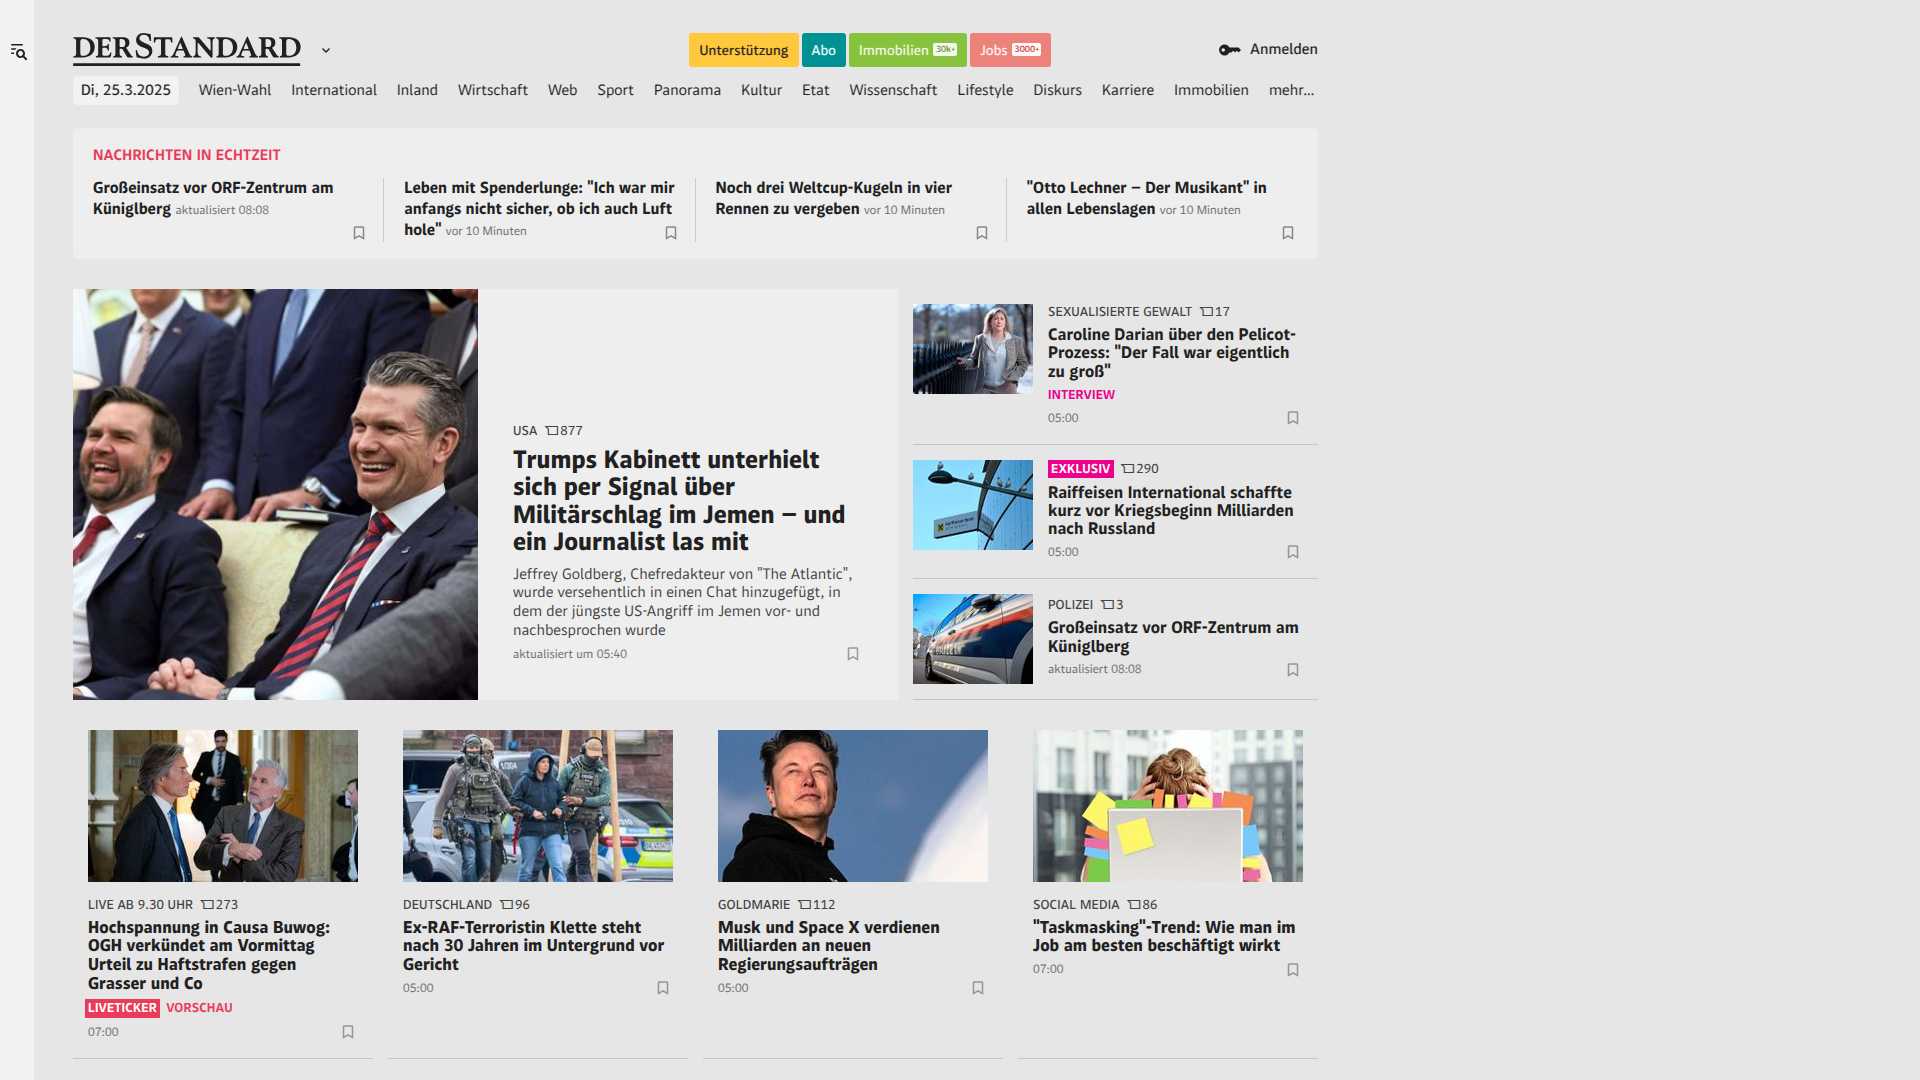 DERSTANDARD
Unterstützung
Abo
Immobilien 30k+
Jobs 3000+
Anmelden
Di, 25.3.2025
Wien-Wahl
International
Inland
Wirtschaft
Web
Sport
Panorama
Kultur
Etat
Wissenschaft
Lifestyle
Diskurs
Karriere
Immobilien
mehr...
NACHRICHTEN IN ECHTZEIT
Großeinsatz vor ORF-Zentrum am
Küniglberg aktualisiert 08:08
Leben mit Spenderlunge: "Ich war mir
anfangs nicht sicher, ob ich auch Luft
hole" vor 10 Minuten
Noch drei Weltcup-Kugeln in vier
Rennen zu vergeben vor 10 Minuten
"Otto Lechner – Der Musikant" in
allen Lebenslagen vor 10 Minuten
USA 877
Trumps Kabinett unterhielt
sich per Signal über
Militärschlag im Jemen – und
ein Journalist las mit
Jeffrey Goldberg, Chefredakteur von "The Atlantic",
wurde versehentlich in einen Chat hinzugefügt, in
dem der jüngste US-Angriff im Jemen vor- und
nachbesprochen wurde
aktualisiert um 05:40
SEXUALISIERTE GEWALT 17
Caroline Darian über den Pelicot-
Prozess: "Der Fall war eigentlich
zu groß"
INTERVIEW
05:00
EXKLUSIV 290
Raiffeisen International schaffte
kurz vor Kriegsbeginn Milliarden
nach Russland
05:00
POLIZEI 3
Großeinsatz vor ORF-Zentrum am
Küniglberg
aktualisiert 08:08
LIVE AB 9.30 UHR 273
Hochspannung in Causa Buwog:
OGH verkündet am Vormittag
Urteil zu Haftstrafen gegen
Grasser und Co
LIVETICKER VORSCHAU
07:00
DEUTSCHLAND 96
Ex-RAF-Terroristin Klette steht
nach 30 Jahren im Untergrund vor
Gericht
05:00
GOLDMARIE 112
Musk und Space X verdienen
Milliarden an neuen
Regierungsaufträgen
05:00
SOCIAL MEDIA 86
"Taskmasking"-Trend: Wie man im
Job am besten beschäftigt wirkt
07:00